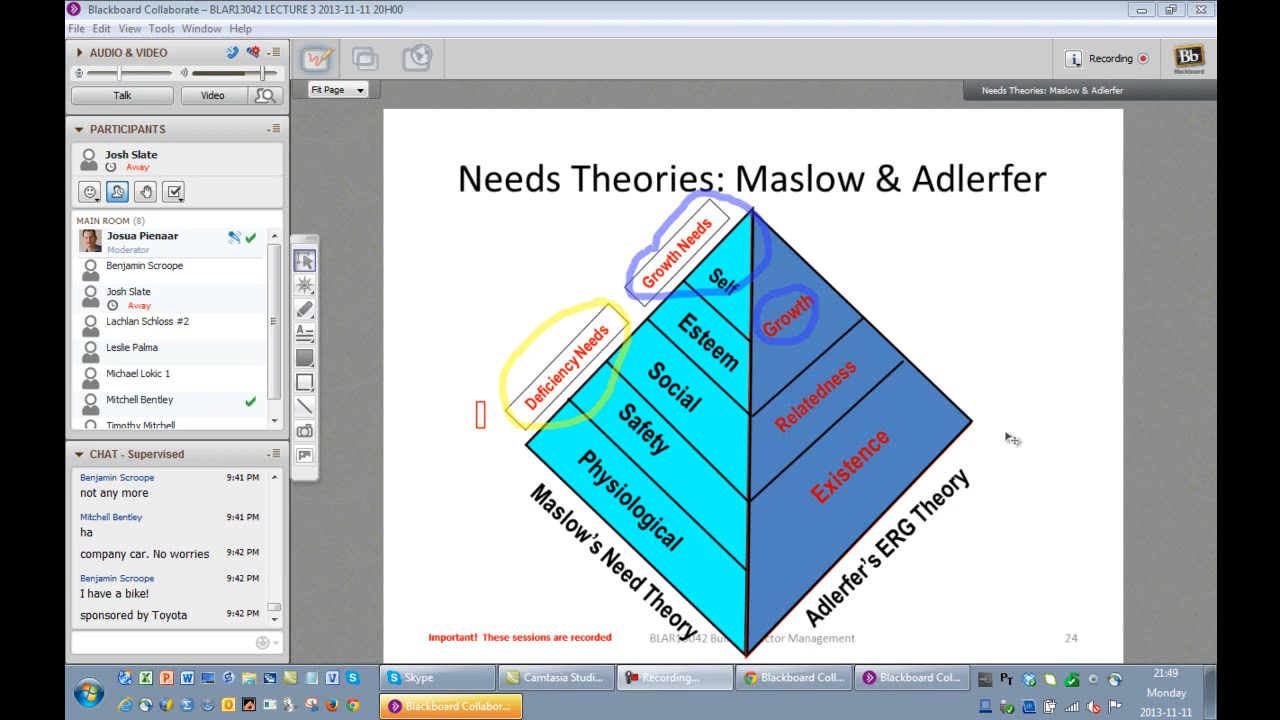 Blackboard Collaborate – BLAR13042 LECTURE 3 2013-11-11 20H00
File Edit View Tools Window Help
AUDIO & VIDEO
Talk Video
PARTICIPANTS
Josh Slate
Away
MAIN ROOM (8)
Josua Pienaar
Moderator
Benjamin Scroope
Josh Slate
Away
Lachlan Schloss #2
Leslie Palma
Michael Lokic 1
Mitchell Bentley
Timothy Mitchell
CHAT - Supervised
Benjamin Scroope 9:41 PM
not any more
Mitchell Bentley 9:41 PM
ha
company car. No worries 9:42 PM
Benjamin Scroope 9:42 PM
I have a bike!
sponsored by Toyota 9:42 PM
Fit Page
Recording
Bb
Blackboard
Needs Theories: Maslow & Adlerfer
Needs Theories: Maslow & Adlerfer
Growth Needs
Deficiency Needs
Self
Esteem
Social
Safety
Physiological
Growth
Relatedness
Existence
Maslow's Need Theory
Adlerfer's ERG Theory
Important! These sessions are recorded
BLAR13042 Bu ctor Management
24
Skype
Camtasia Studi...
Recording...
Blackboard Coll...
Blackboard Col...
Blackboard Collabor...
21:49
Monday
2013-11-11